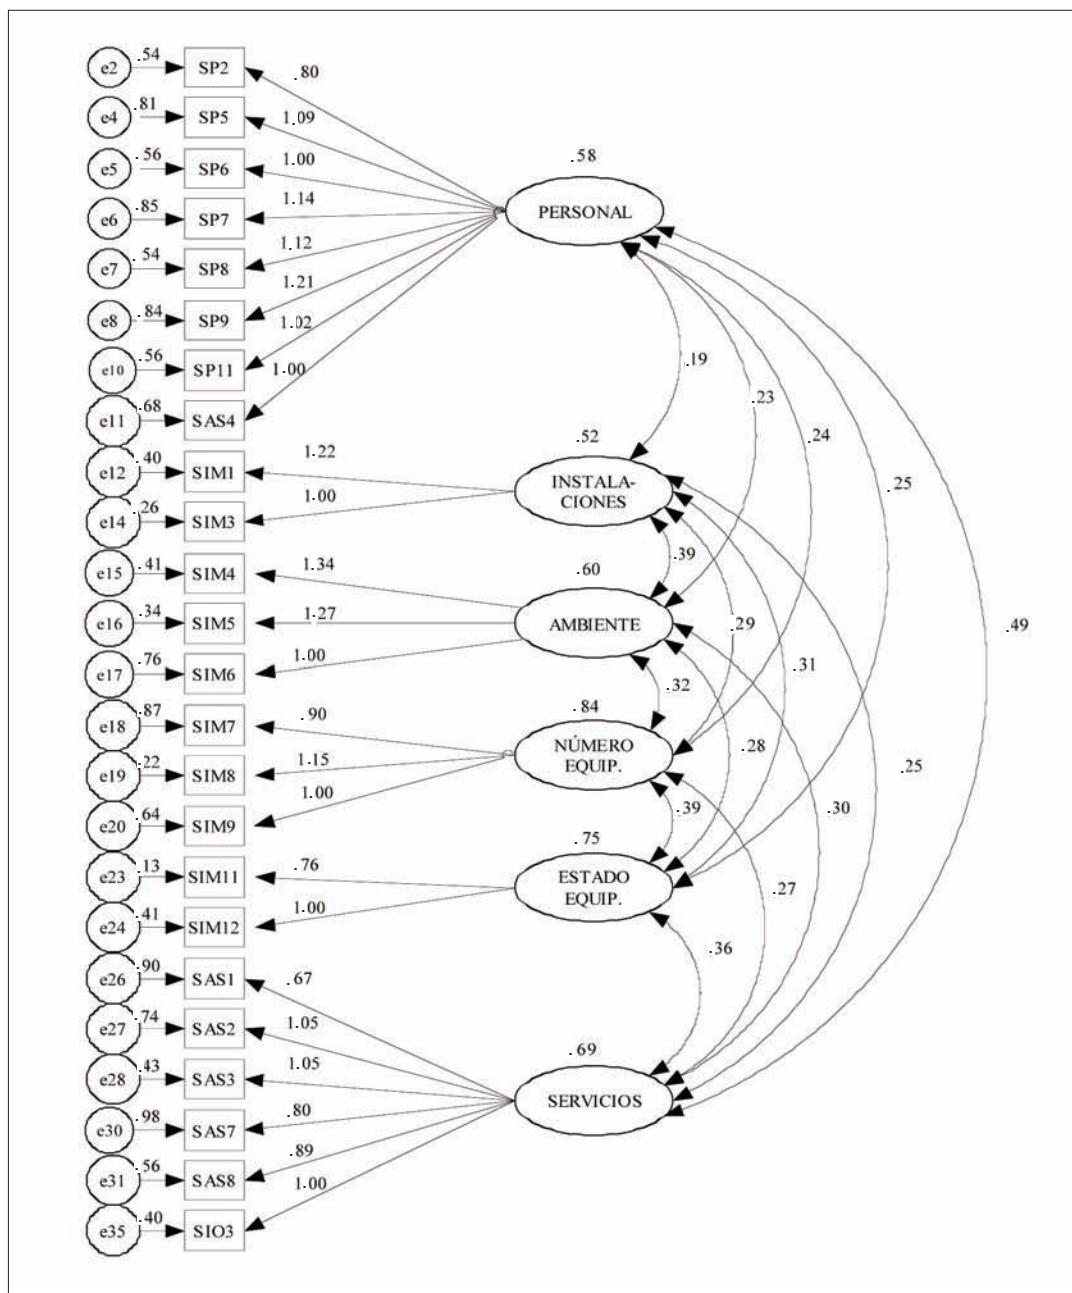 e2 .54 SP2 .80
e4 .81 SP5 1.09
e5 .56 SP6 1.00 .58
e6 .85 SP7 1.14 PERSONAL
e7 .54 SP8 1.12
e8 .84 SP9 1.21
e10 .56 SP11 1.02 .19
e11 .68 SAS4 1.00 .23
.52 .24
e12 .40 SIM1 1.22 INSTALA-
CIONES .25
e14 .26 SIM3 1.00
.39
e15 .41 SIM4 1.34 .60
e16 .34 SIM5 1.27 AMBIENTE .29 .49
e17 .76 SIM6 1.00 .32 .31
e18 .87 SIM7 .90 .84
NÚMERO
EQUIP. .28
e19 .22 SIM8 1.15 .25
e20 .64 SIM9 1.00 .39 .30
.75
e23 .13 SIM11 .76 ESTADO
EQUIP. .27
e24 .41 SIM12 1.00
.36
e26 .90 SAS1 .67
e27 .74 SAS2 1.05 .69
e28 .43 SAS3 1.05 SERVICIOS
e30 .98 SAS7 .80
e31 .56 SAS8 .89
e35 .40 SIO3 1.00